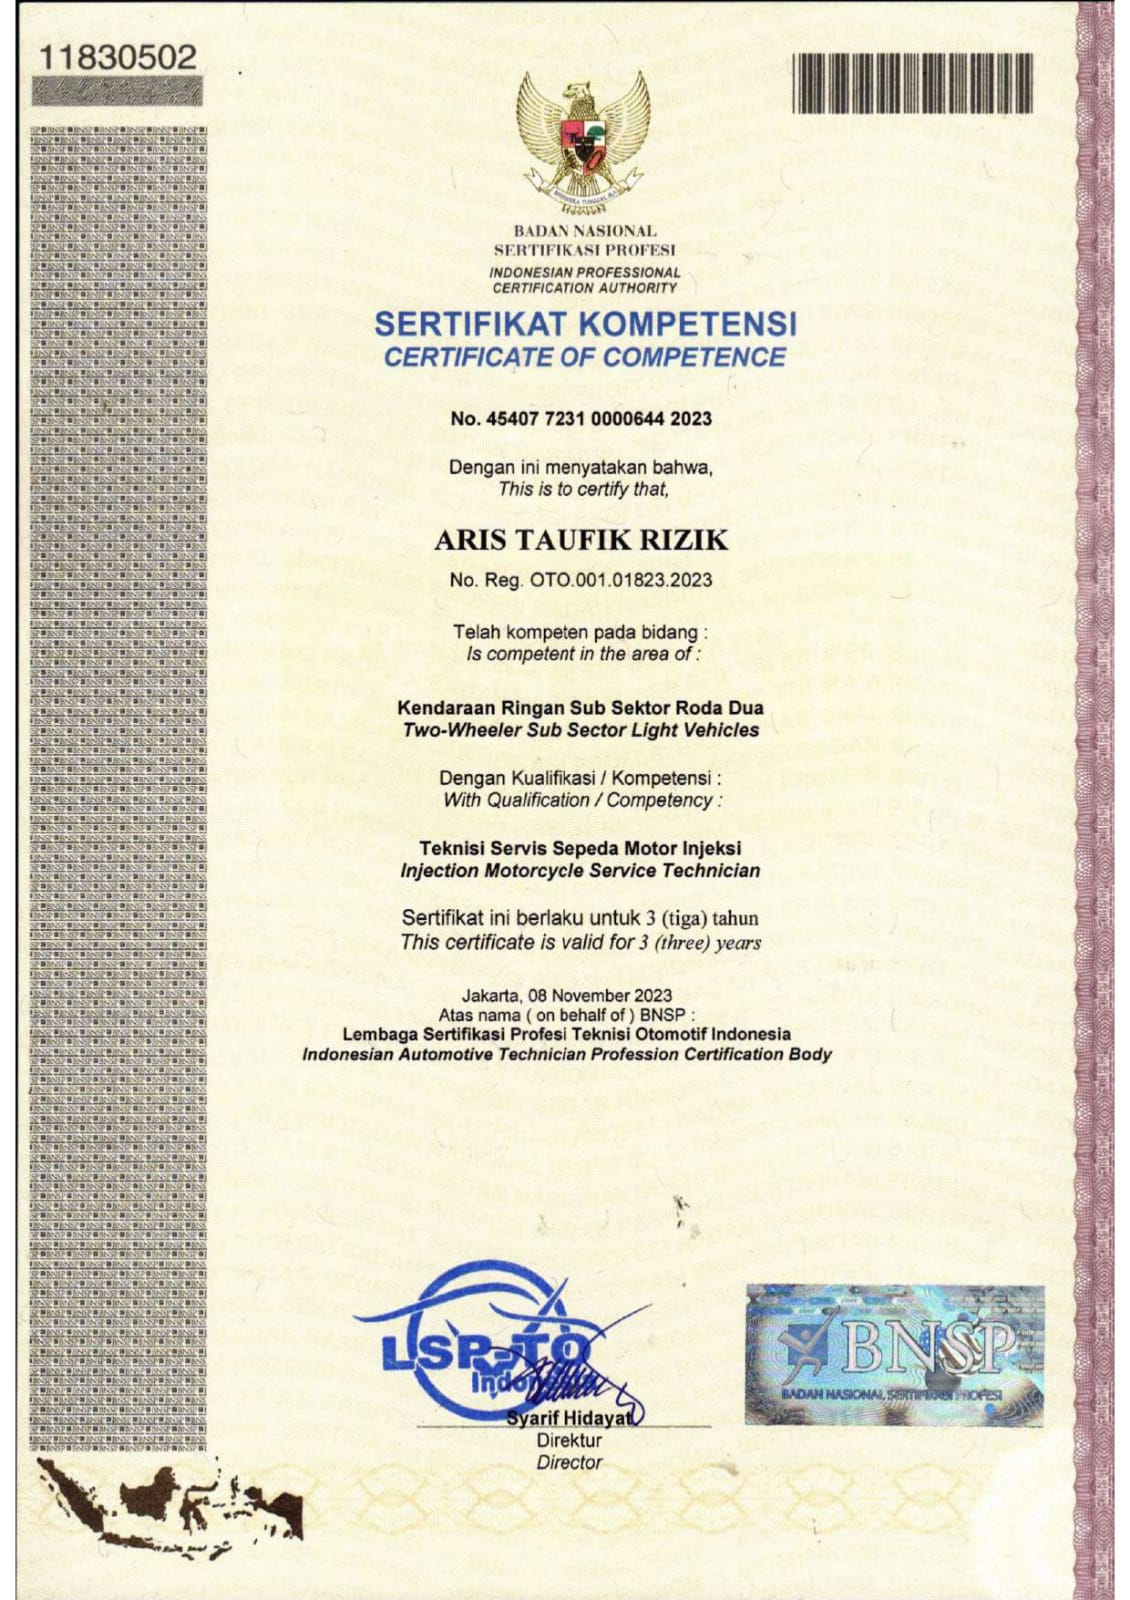 11830502
BHINNEKA TUNGGAL IKA
BADAN NASIONAL
SERTIFIKASI PROFESI
INDONESIAN PROFESSIONAL
CERTIFICATION AUTHORITY
SERTIFIKAT KOMPETENSI
CERTIFICATE OF COMPETENCE
No. 45407 7231 0000644 2023
Dengan ini menyatakan bahwa,
This is to certify that,
ARIS TAUFIK RIZIK
No. Reg. OTO.001.01823.2023
Telah kompeten pada bidang :
Is competent in the area of :
Kendaraan Ringan Sub Sektor Roda Dua
Two-Wheeler Sub Sector Light Vehicles
Dengan Kualifikasi / Kompetensi :
With Qualification / Competency :
Teknisi Servis Sepeda Motor Injeksi
Injection Motorcycle Service Technician
Sertifikat ini berlaku untuk 3 (tiga) tahun
This certificate is valid for 3 (three) years
Jakarta, 08 November 2023
Atas nama ( on behalf of ) BNSP :
Lembaga Sertifikasi Profesi Teknisi Otomotif Indonesia
Indonesian Automotive Technician Profession Certification Body
LSP-TO
Indonesia
Syarif Hidayat
Direktur
Director
BNSP
BADAN NASIONAL SERTIFIKASI PROFESI